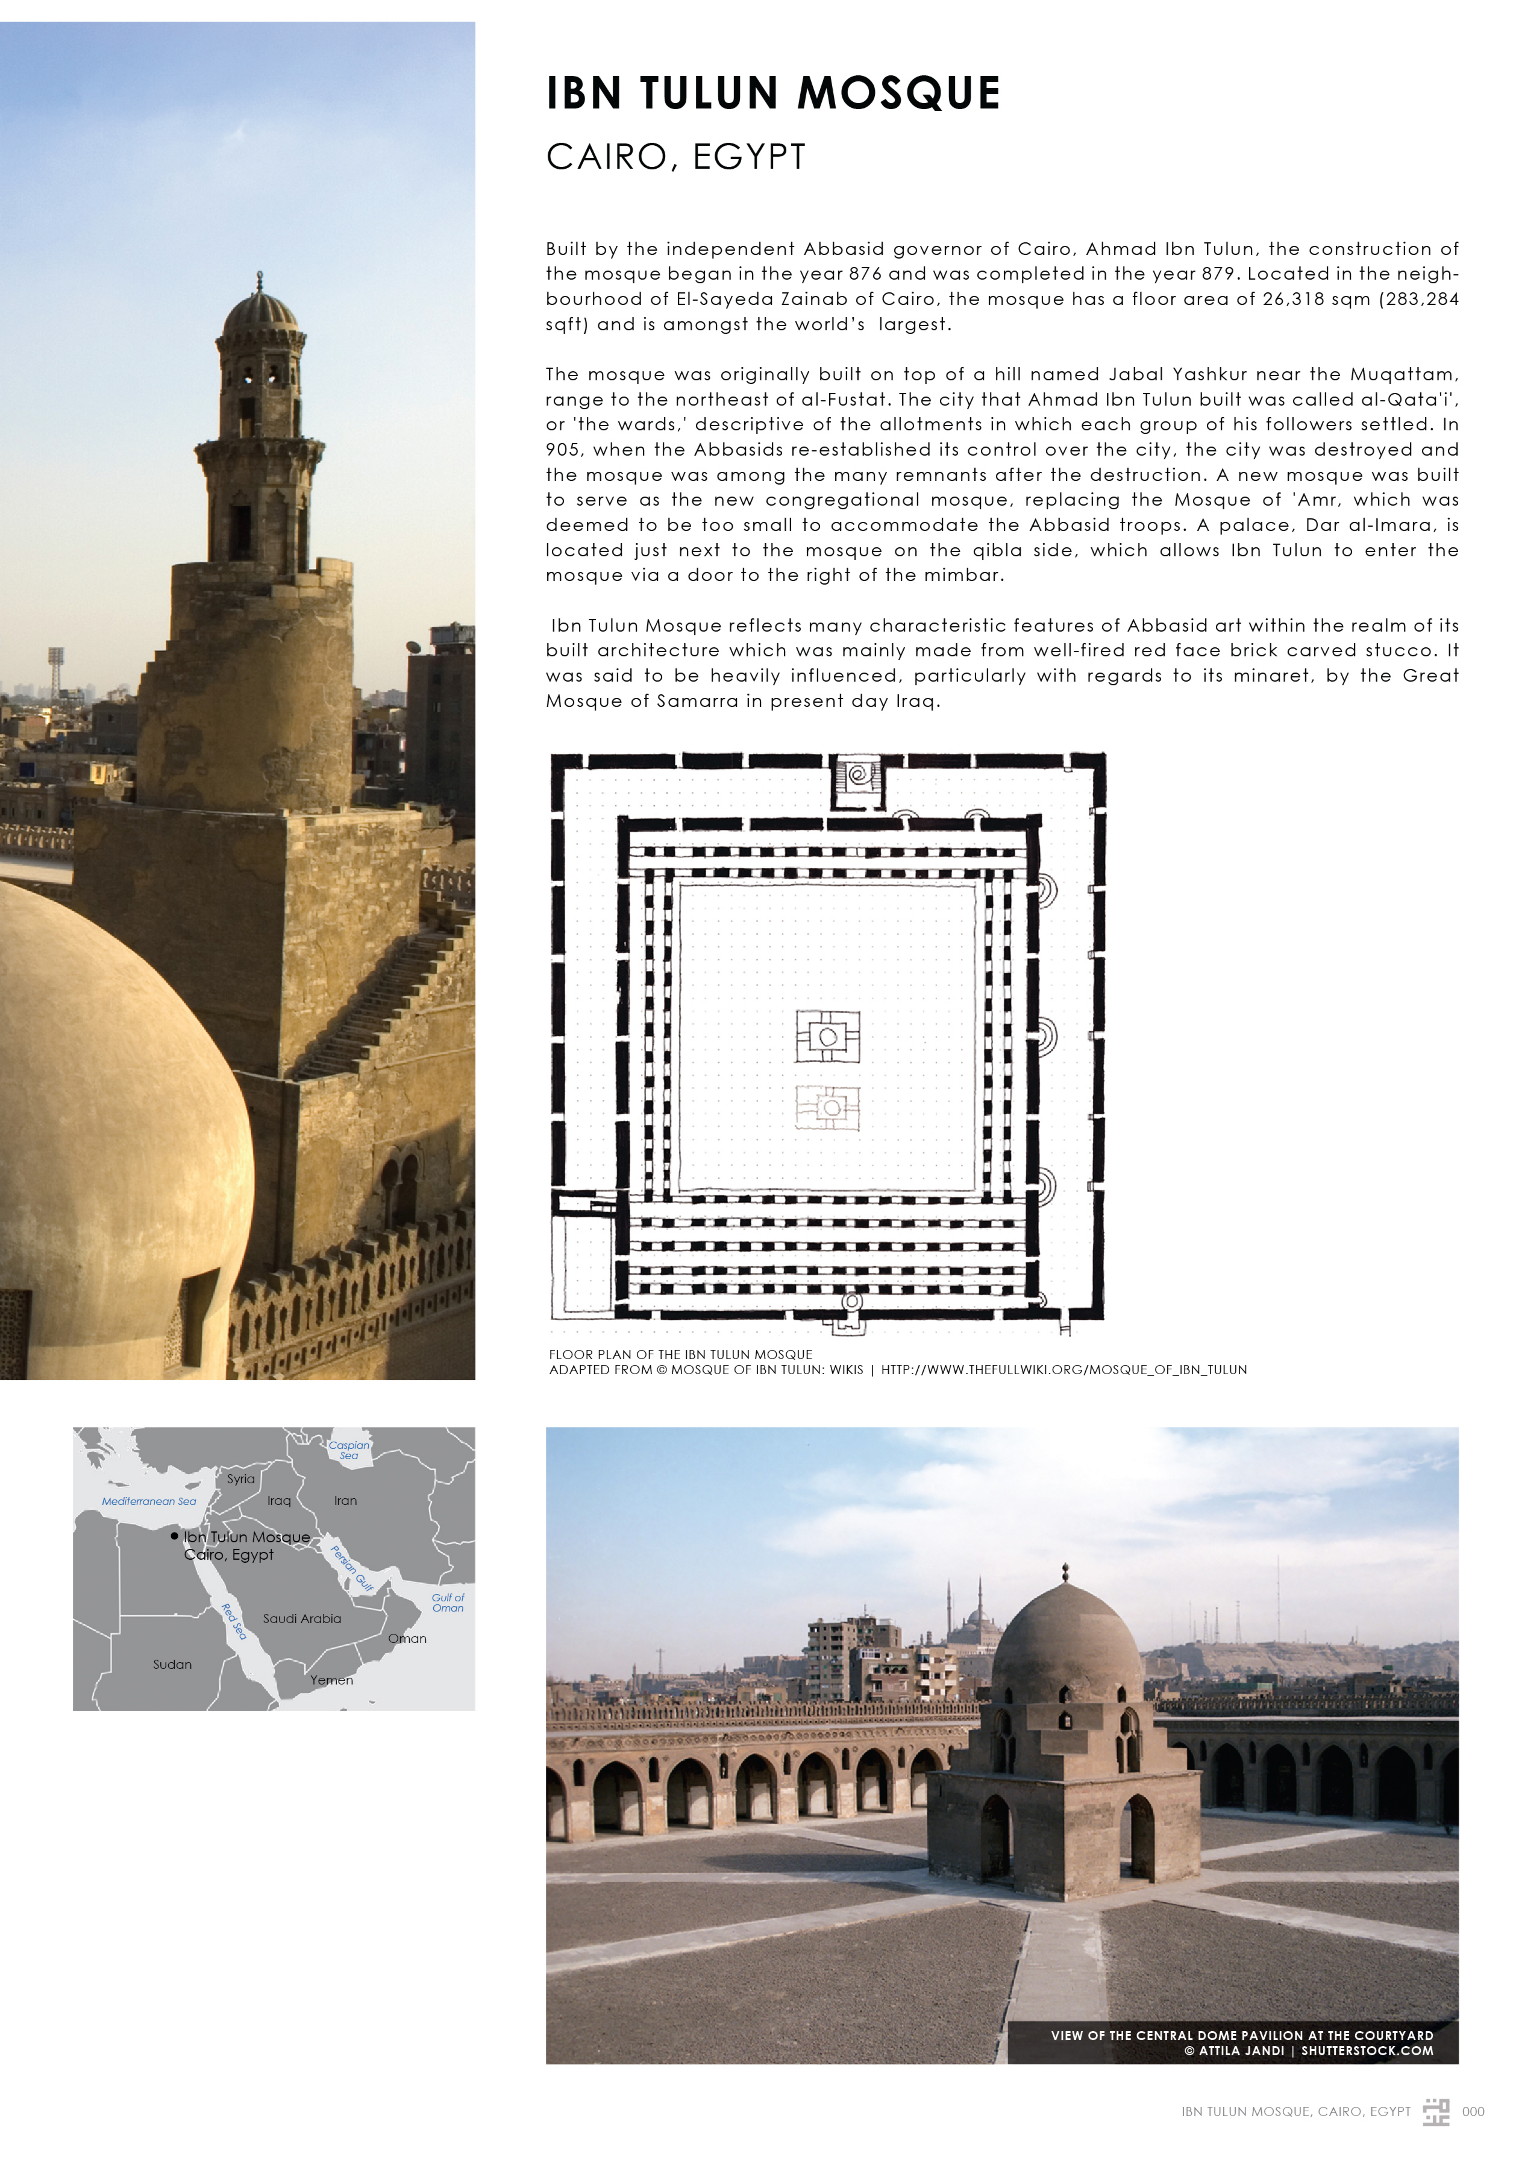 IBN TULUN MOSQUE
CAIRO, EGYPT
Built by the independent Abbasid governor of Cairo, Ahmad Ibn Tulun, the construction of
the mosque began in the year 876 and was completed in the year 879. Located in the neigh-
bourhood of El-Sayeda Zainab of Cairo, the mosque has a floor area of 26,318 sqm (283,284
sqft) and is amongst the world's  largest.
The mosque was originally built on top of a hill named Jabal Yashkur near the Muqattam,
range to the northeast of al-Fustat. The city that Ahmad Ibn Tulun built was called al-Qata'i',
or 'the wards,' descriptive of the allotments in which each group of his followers settled. In
905, when the Abbasids re-established its control over the city, the city was destroyed and
the mosque was among the many remnants after the destruction. A new mosque was built
to serve as the new congregational mosque, replacing the Mosque of 'Amr, which was
deemed to be too small to accommodate the Abbasid troops. A palace, Dar al-Imara, is
located just next to the mosque on the qibla side, which allows Ibn Tulun to enter the
mosque via a door to the right of the mimbar.
Ibn Tulun Mosque reflects many characteristic features of Abbasid art within the realm of its
built architecture which was mainly made from well-fired red face brick carved stucco. It
was said to be heavily influenced, particularly with regards to its minaret, by the Great
Mosque of Samarra in present day Iraq.
FLOOR PLAN OF THE IBN TULUN MOSQUE
ADAPTED FROM © MOSQUE OF IBN TULUN: WIKIS | HTTP://WWW.THEFULLWIKI.ORG/MOSQUE_OF_IBN_TULUN
Caspian
Sea
Syria
Mediterranean Sea
Iraq
Iran
Ibn Tulun Mosque
Cairo, Egypt
Persian Gulf
Gulf of
Oman
Red Sea
Saudi Arabia
Oman
Sudan
Yemen
VIEW OF THE CENTRAL DOME PAVILION AT THE COURTYARD
© ATTILA JANDI | SHUTTERSTOCK.COM
IBN TULUN MOSQUE, CAIRO, EGYPT
000